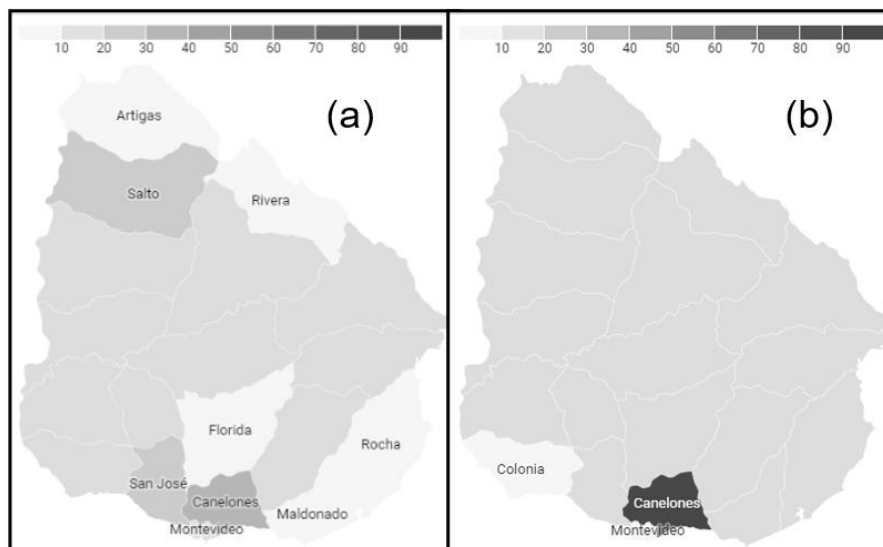 10 20 30 40 50 60 70 80 90
(a)
Artigas
Salto
Rivera
Florida
Rocha
San José
Canelones
Maldonado
Montevideo
10 20 30 40 50 60 70 80 90
(b)
Colonia
Canelones
Montevideo